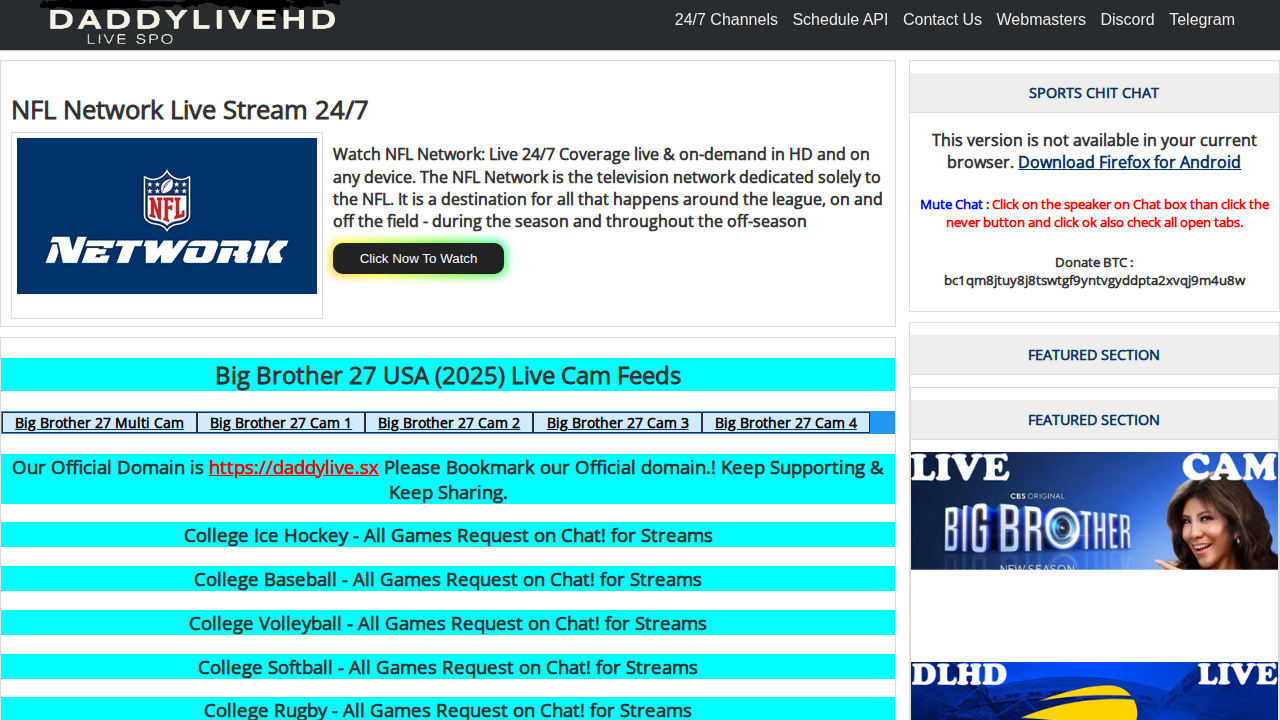 DADDYLIVEHD
LIVE SPO
24/7 Channels Schedule API Contact Us Webmasters Discord Telegram
NFL Network Live Stream 24/7
NFL
NETWORK
Watch NFL Network: Live 24/7 Coverage live & on-demand in HD and on
any device. The NFL Network is the television network dedicated solely to
the NFL. It is a destination for all that happens around the league, on and
off the field - during the season and throughout the off-season
Click Now To Watch
Big Brother 27 USA (2025) Live Cam Feeds
Big Brother 27 Multi Cam Big Brother 27 Cam 1 Big Brother 27 Cam 2 Big Brother 27 Cam 3 Big Brother 27 Cam 4
Our Official Domain is https://daddylive.sx Please Bookmark our Official domain.! Keep Supporting &
Keep Sharing.
College Ice Hockey - All Games Request on Chat! for Streams
College Baseball - All Games Request on Chat! for Streams
College Volleyball - All Games Request on Chat! for Streams
College Softball - All Games Request on Chat! for Streams
College Rugby - All Games Request on Chat! for Streams
SPORTS CHIT CHAT
This version is not available in your current
browser. Download Firefox for Android
Mute Chat : Click on the speaker on Chat box than click the
never button and click ok also check all open tabs.
Donate BTC :
bc1qm8jtuy8j8tswtgf9yntvgyddpta2xvqj9m4u8w
FEATURED SECTION
FEATURED SECTION
LIVE CAM
CBS ORIGINAL
BIG BROTHER
NEW SEASON
DLHD LIVE